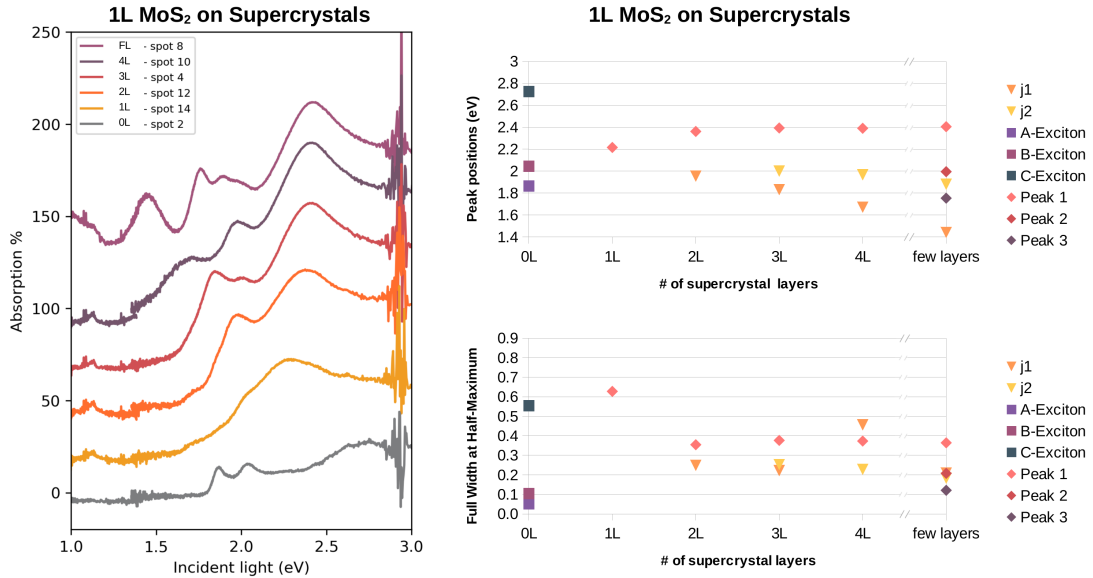 1L MoS₂ on Supercrystals
250
200
150
100
50
0
Absorption %
FL - spot 8
4L - spot 10
3L - spot 4
2L - spot 12
1L - spot 14
0L - spot 2
1.0 1.5 2.0 2.5 3.0
Incident light (eV)
1L MoS₂ on Supercrystals
Peak positions (eV)
3
2.8
2.6
2.4
2.2
2
1.8
1.6
1.4
0L 1L 2L 3L 4L few layers
# of supercrystal layers
j1
j2
A-Exciton
B-Exciton
C-Exciton
Peak 1
Peak 2
Peak 3
Full Width at Half-Maximum
0.9
0.8
0.7
0.6
0.5
0.4
0.3
0.2
0.1
0.0
0L 1L 2L 3L 4L few layers
# of supercrystal layers
j1
j2
A-Exciton
B-Exciton
C-Exciton
Peak 1
Peak 2
Peak 3